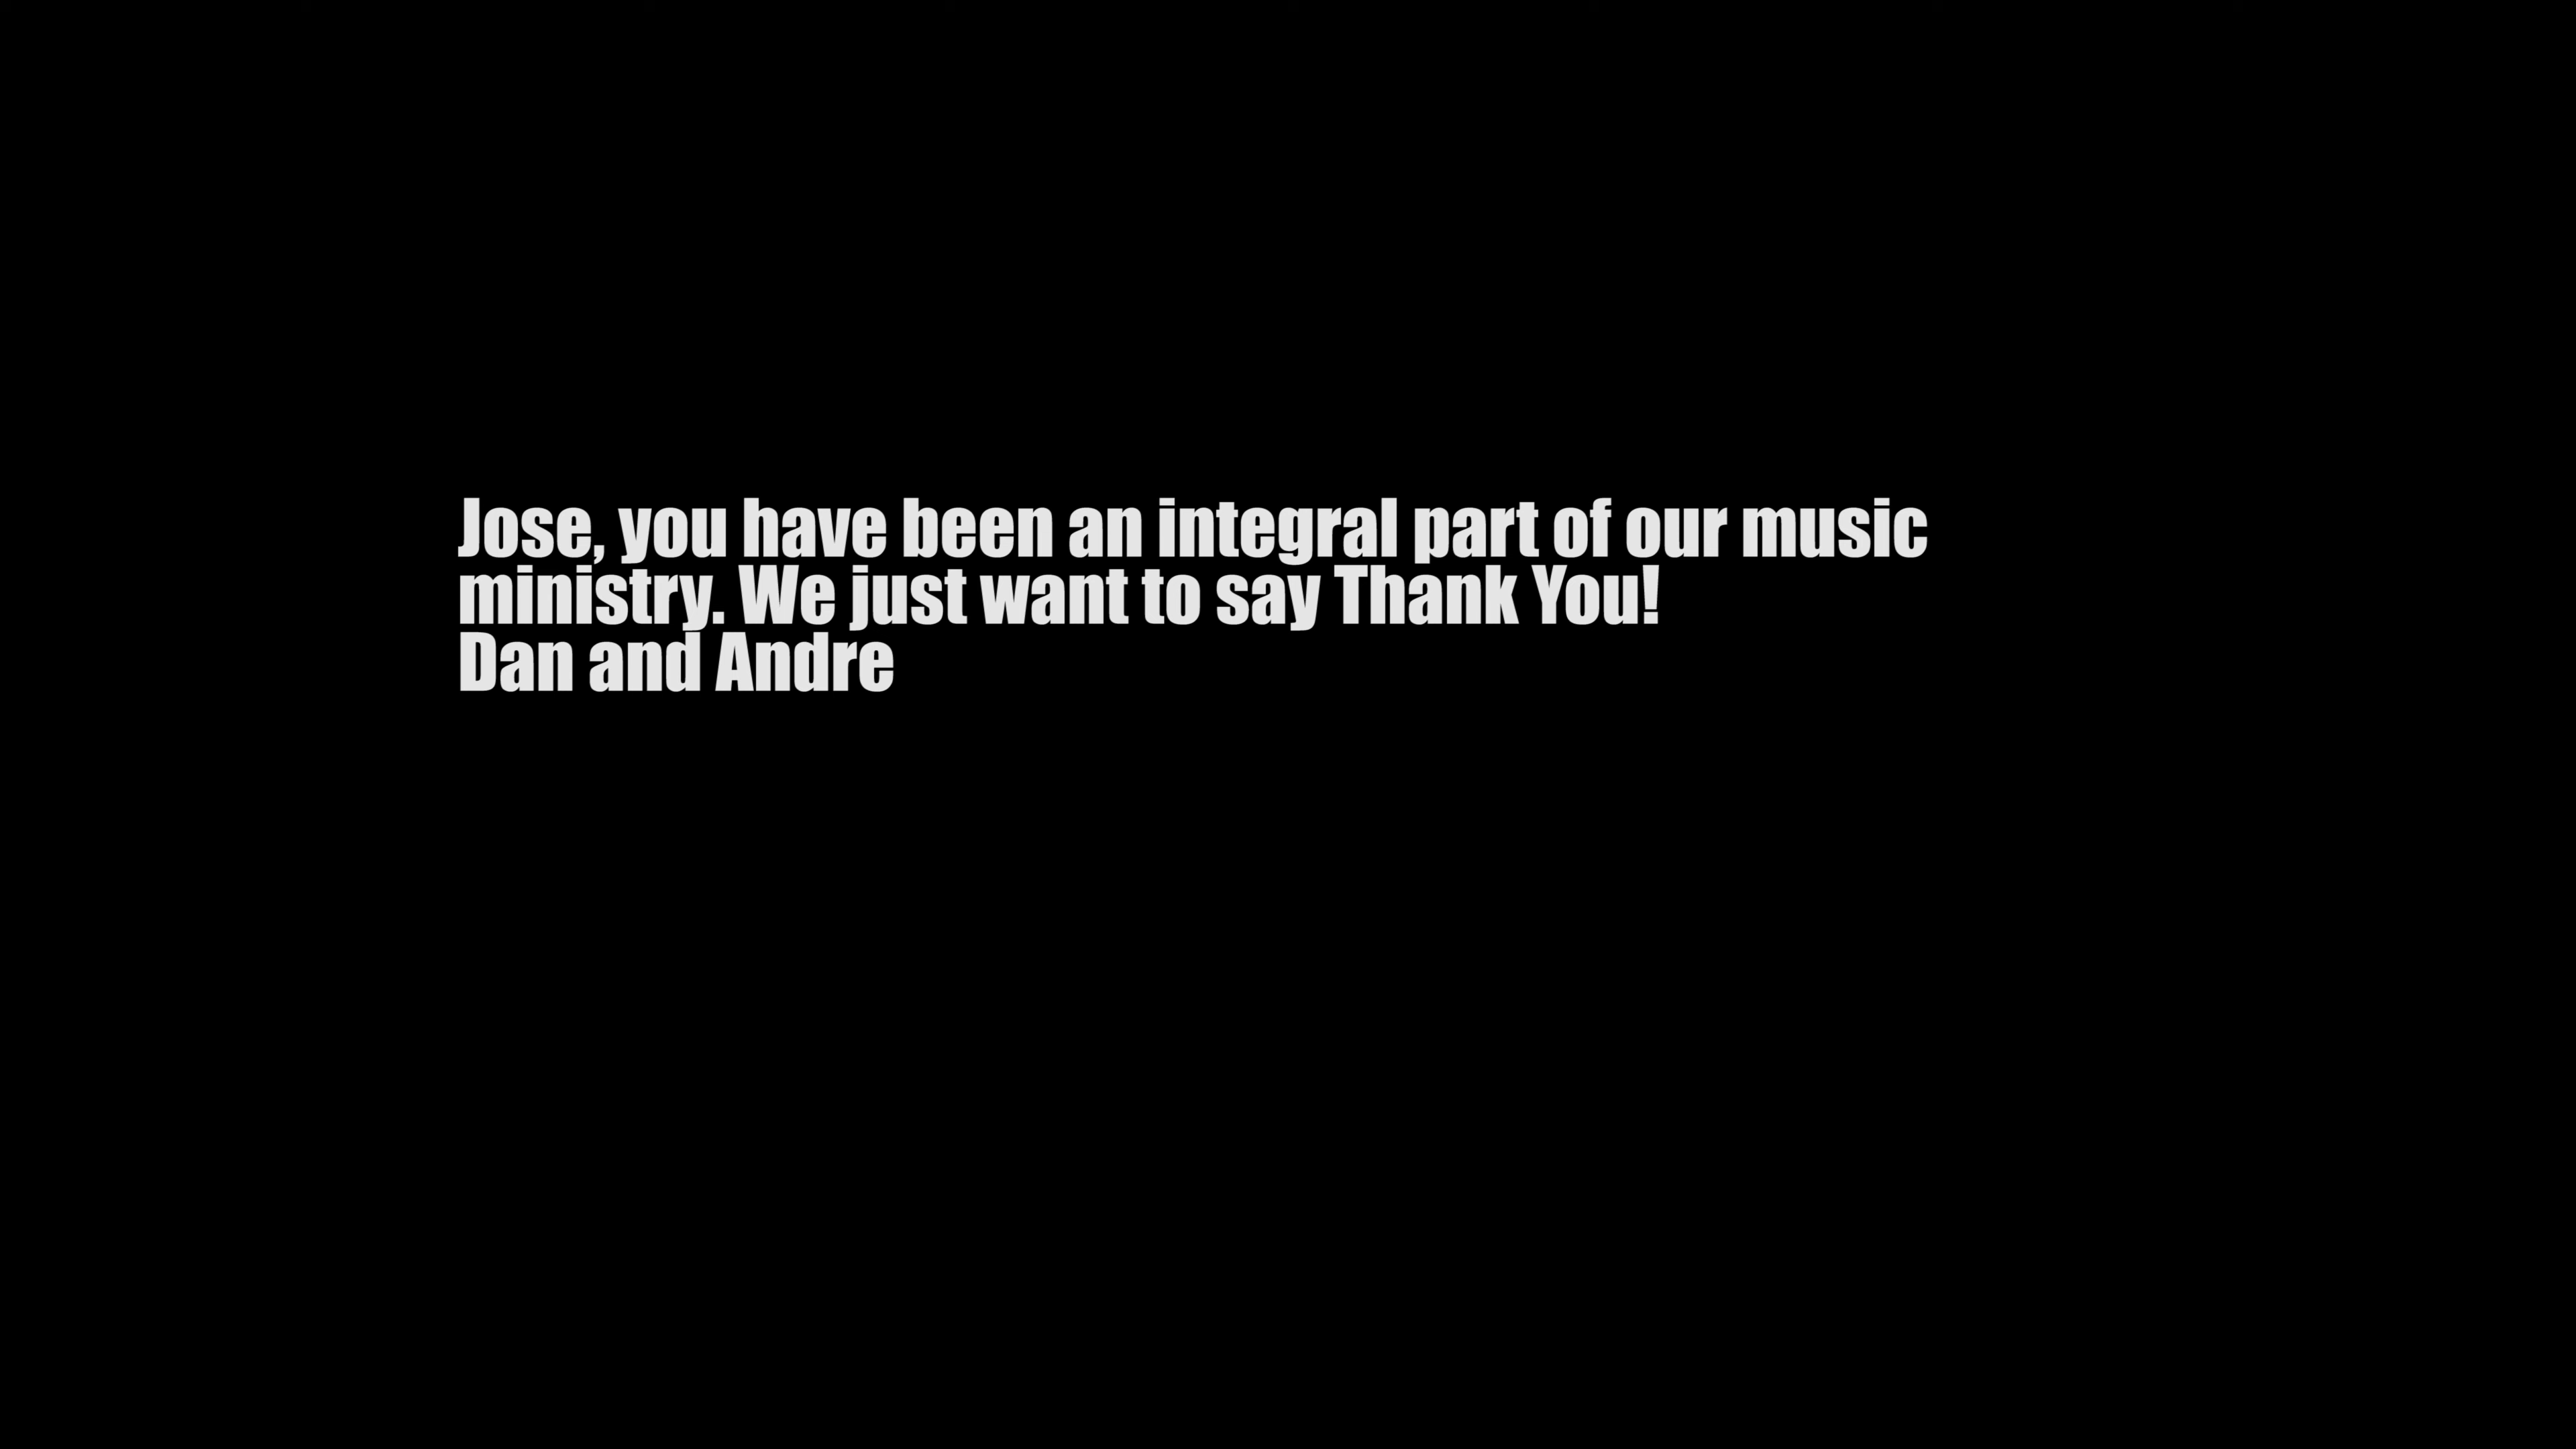 Jose, you have been an integral part of our music
ministry. We just want to say Thank You!
Dan and Andre